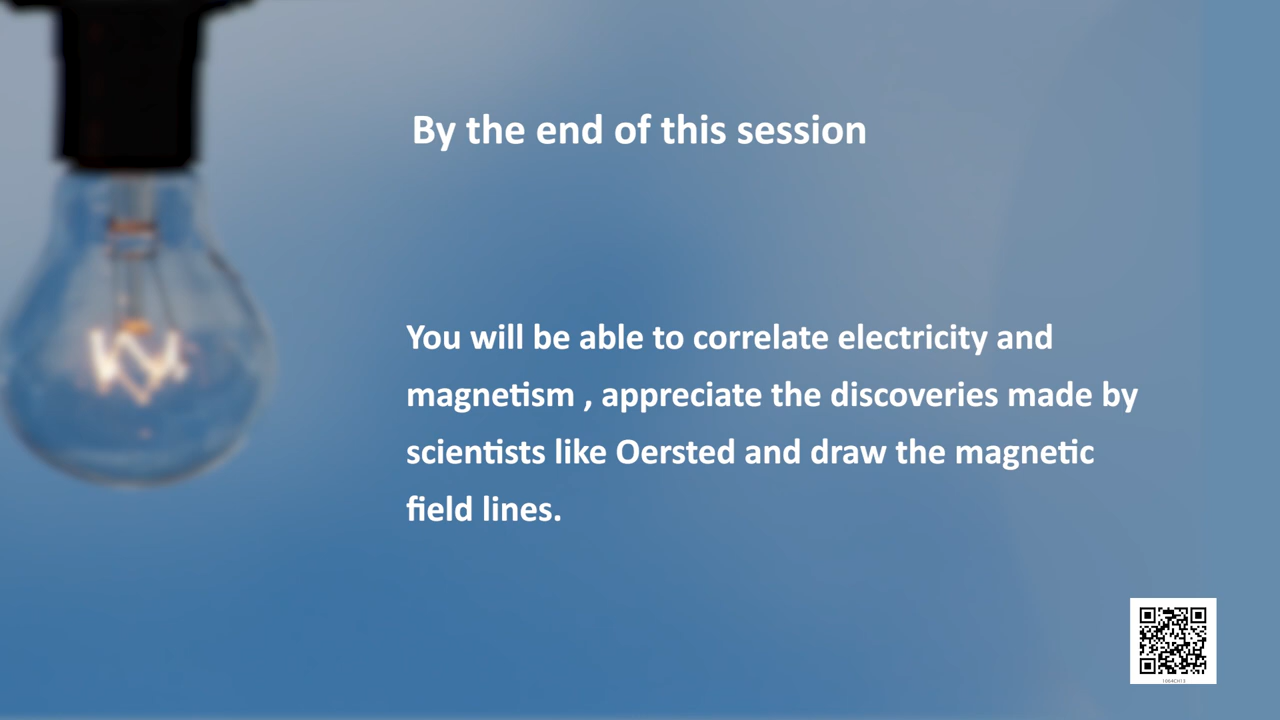 By the end of this session
You will be able to correlate electricity and
magnetism , appreciate the discoveries made by
scientists like Oersted and draw the magnetic
field lines.